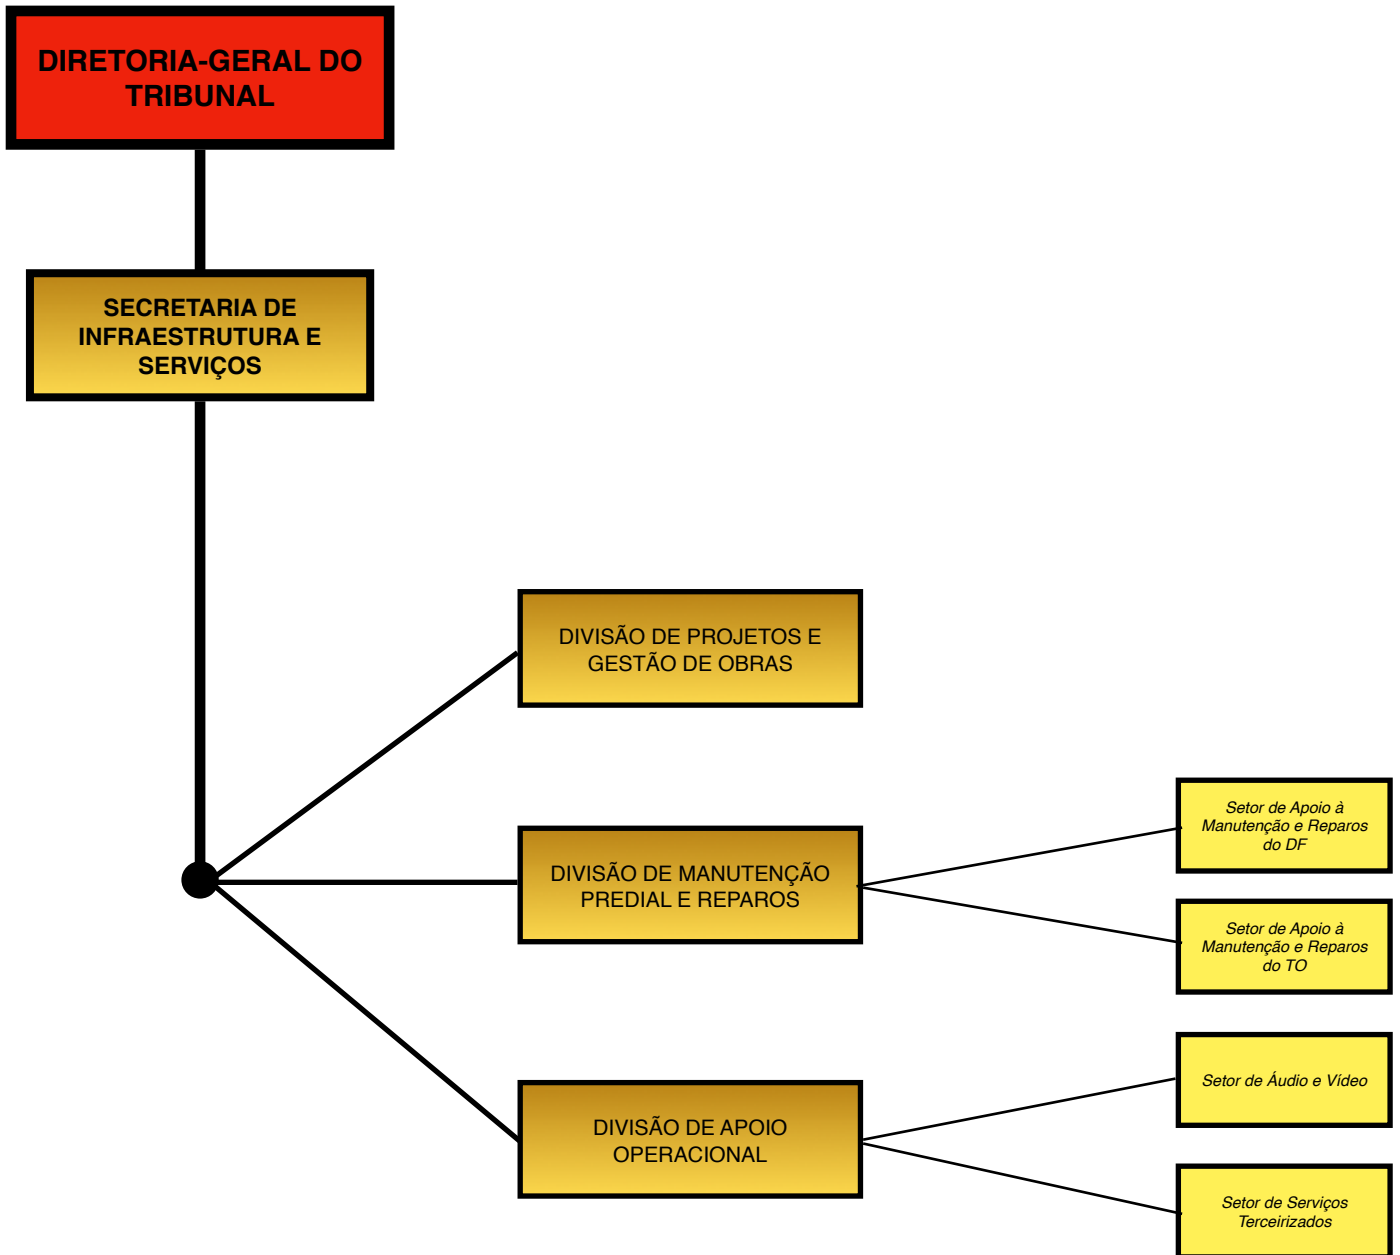 DIRETORIA-GERAL DO
TRIBUNAL
SECRETARIA DE
INFRAESTRUTURA E
SERVIÇOS
DIVISÃO DE PROJETOS E
GESTÃO DE OBRAS
DIVISÃO DE MANUTENÇÃO
PREDIAL E REPAROS
Setor de Apoio à
Manutenção e Reparos
do DF
Setor de Apoio à
Manutenção e Reparos
do TO
DIVISÃO DE APOIO
OPERACIONAL
Setor de Áudio e Vídeo
Setor de Serviços
Terceirizados